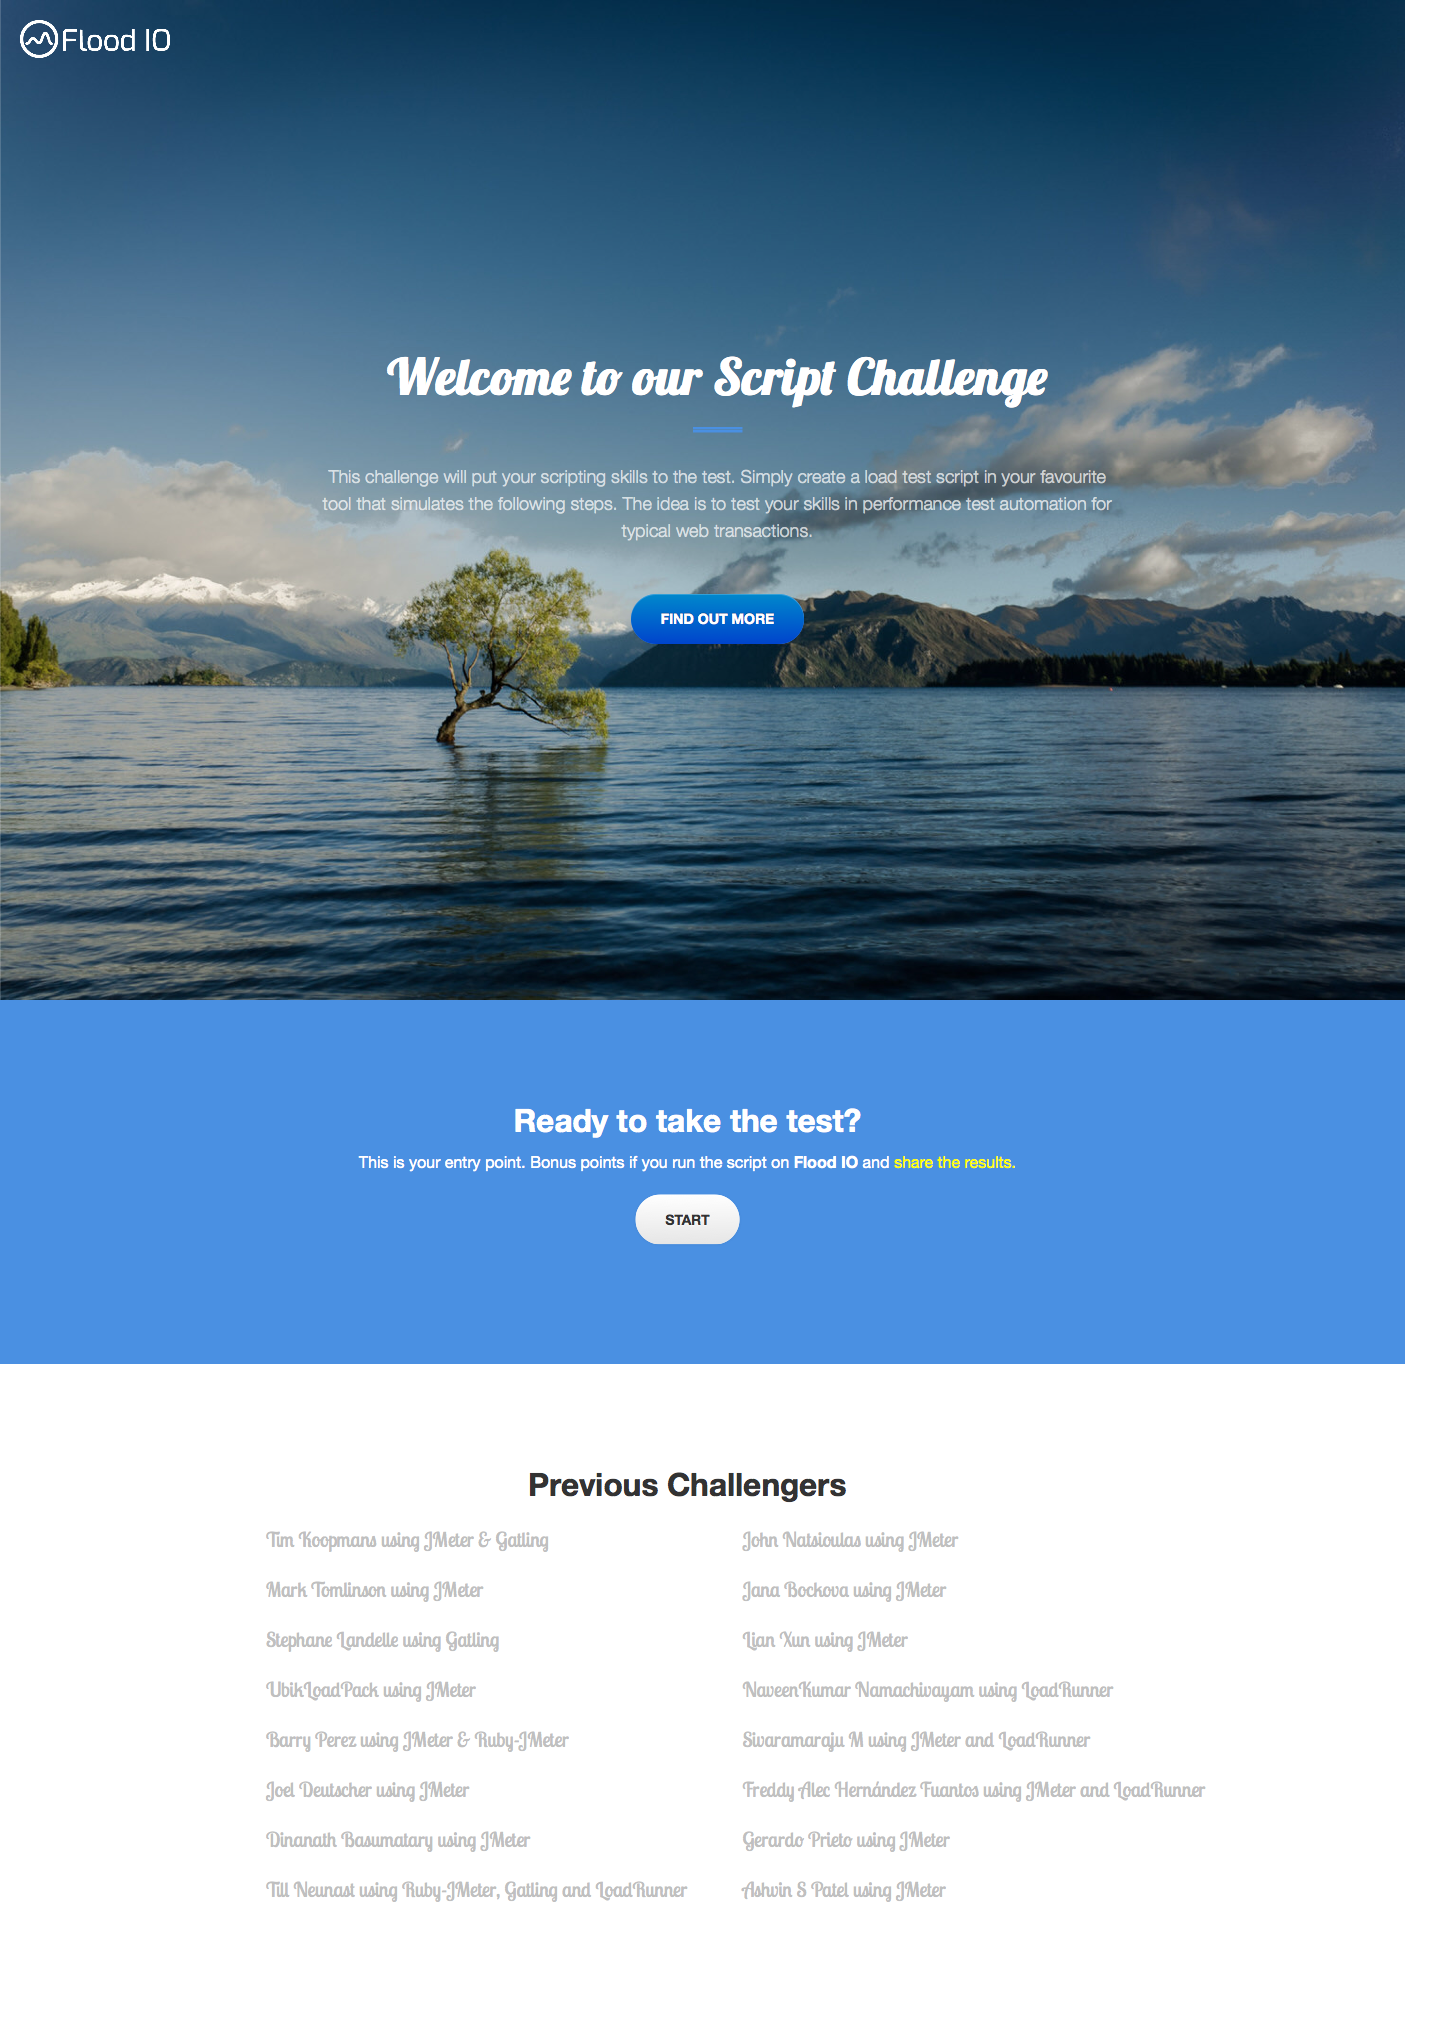 Flood IO
Welcome to our Script Challenge
This challenge will put your scripting skills to the test. Simply create a load test script in your favourite
tool that simulates the following steps. The idea is to test your skills in performance test automation for
typical web transactions.
FIND OUT MORE
Ready to take the test?
This is your entry point. Bonus points if you run the script on Flood IO and share the results.
START
Previous Challengers
Tim Koopmans using JMeter & Gatling
Mark Tomlinson using JMeter
Stephane Landelle using Gatling
UbikLoadPack using JMeter
Barry Perez using JMeter & Ruby-JMeter
Joel Deutscher using JMeter
Dinanath Basumatary using JMeter
Till Neunast using Ruby-JMeter, Gatling and LoadRunner
John Natsioulas using JMeter
Jana Bockova using JMeter
Lian Xun using JMeter
NaveenKumar Namachivayam using LoadRunner
Sivaramaraju M using JMeter and LoadRunner
Freddy Alec Hernández Fuantos using JMeter and LoadRunner
Gerardo Prieto using JMeter
Ashvin S Patel using JMeter